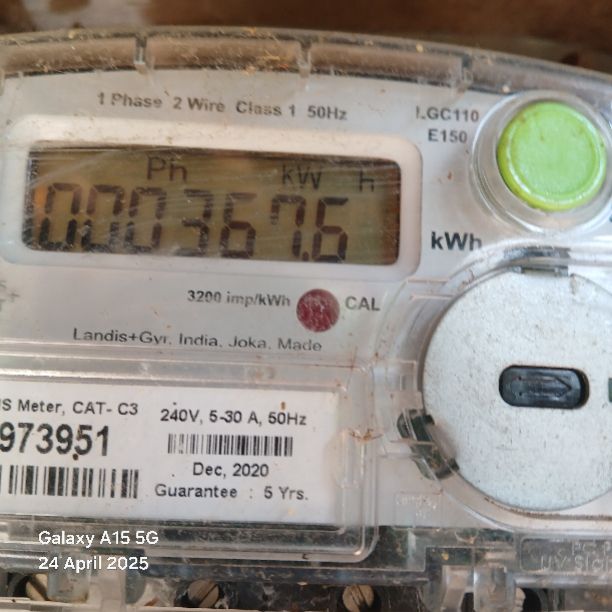 1 Phase 2 Wire Class 1 50Hz
LGC110
E150
Ph kW h
0003676
kWh
3200 imp/kWh CAL
Landis+Gyr, India, Joka, Made
Meter, CAT- C3
973951
240V, 5-30 A, 50Hz
Dec, 2020
Guarantee : 5 Yrs.
Galaxy A15 5G
24 April 2025